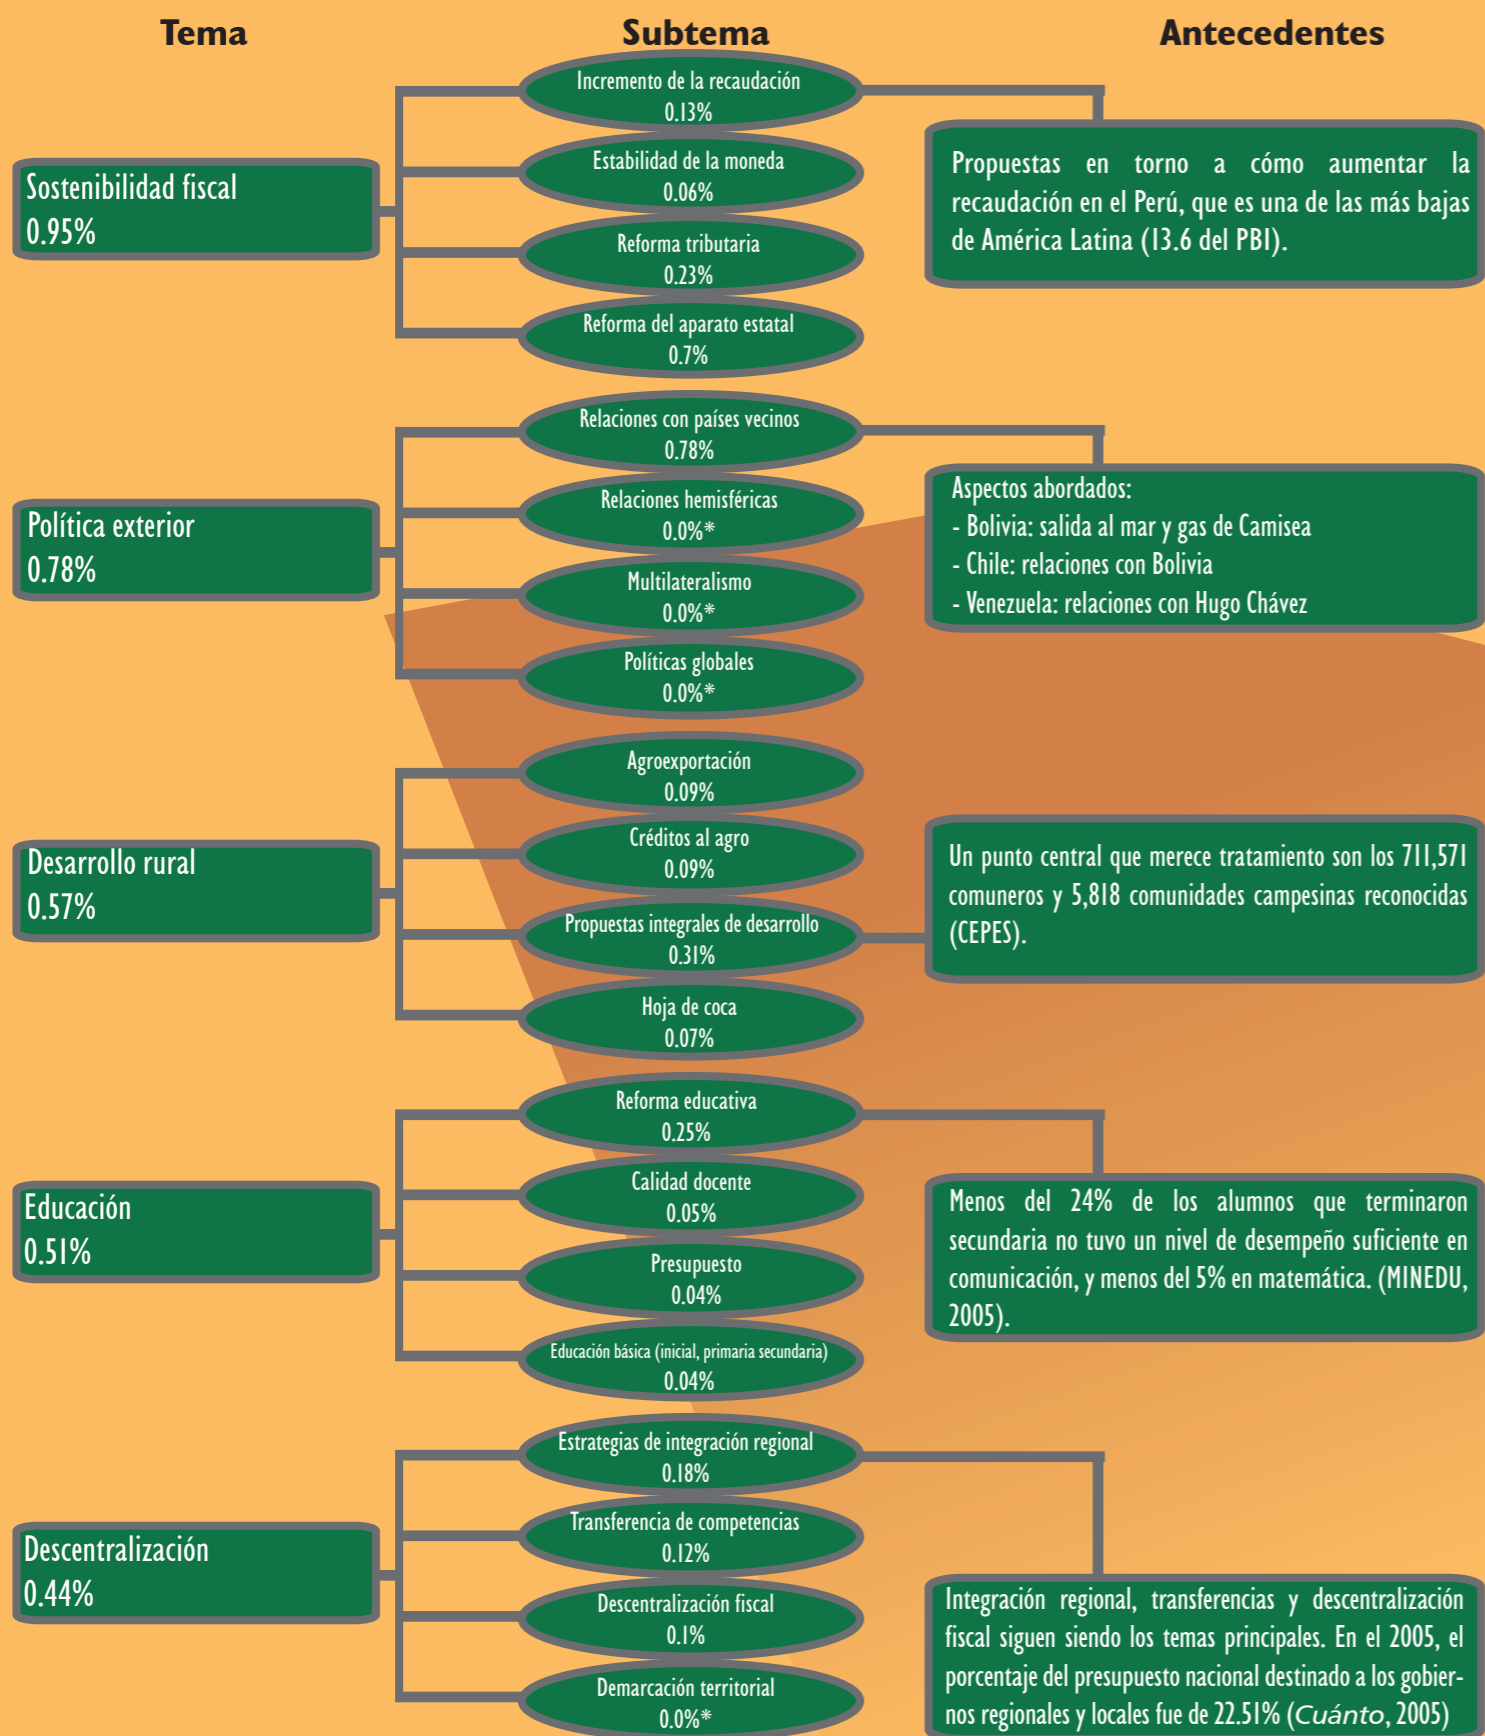 Tema
Subtema
Antecedentes
Sostenibilidad fiscal
0.95%
Incremento de la recaudación
0.13%
Estabilidad de la moneda
0.06%
Reforma tributaria
0.23%
Reforma del aparato estatal
0.7%
Propuestas en torno a cómo aumentar la
recaudación en el Perú, que es una de las más bajas
de América Latina (13.6 del PBI).
Política exterior
0.78%
Relaciones con países vecinos
0.78%
Relaciones hemisféricas
0.0%*
Multilateralismo
0.0%*
Políticas globales
0.0%*
Aspectos abordados:
- Bolivia: salida al mar y gas de Camisea
- Chile: relaciones con Bolivia
- Venezuela: relaciones con Hugo Chávez
Desarrollo rural
0.57%
Agroexportación
0.09%
Créditos al agro
0.09%
Propuestas integrales de desarrollo
0.31%
Hoja de coca
0.07%
Un punto central que merece tratamiento son los 711,571
comuneros y 5,818 comunidades campesinas reconocidas
(CEPES).
Educación
0.51%
Reforma educativa
0.25%
Calidad docente
0.05%
Presupuesto
0.04%
Educación básica (inicial, primaria secundaria)
0.04%
Menos del 24% de los alumnos que terminaron
secundaria no tuvo un nivel de desempeño suficiente en
comunicación, y menos del 5% en matemática. (MINEDU,
2005).
Descentralización
0.44%
Estrategias de integración regional
0.18%
Transferencia de competencias
0.12%
Descentralización fiscal
0.1%
Demarcación territorial
0.0%*
Integración regional, transferencias y descentralización
fiscal siguen siendo los temas principales. En el 2005, el
porcentaje del presupuesto nacional destinado a los gobier-
nos regionales y locales fue de 22.51% (Cuánto, 2005)